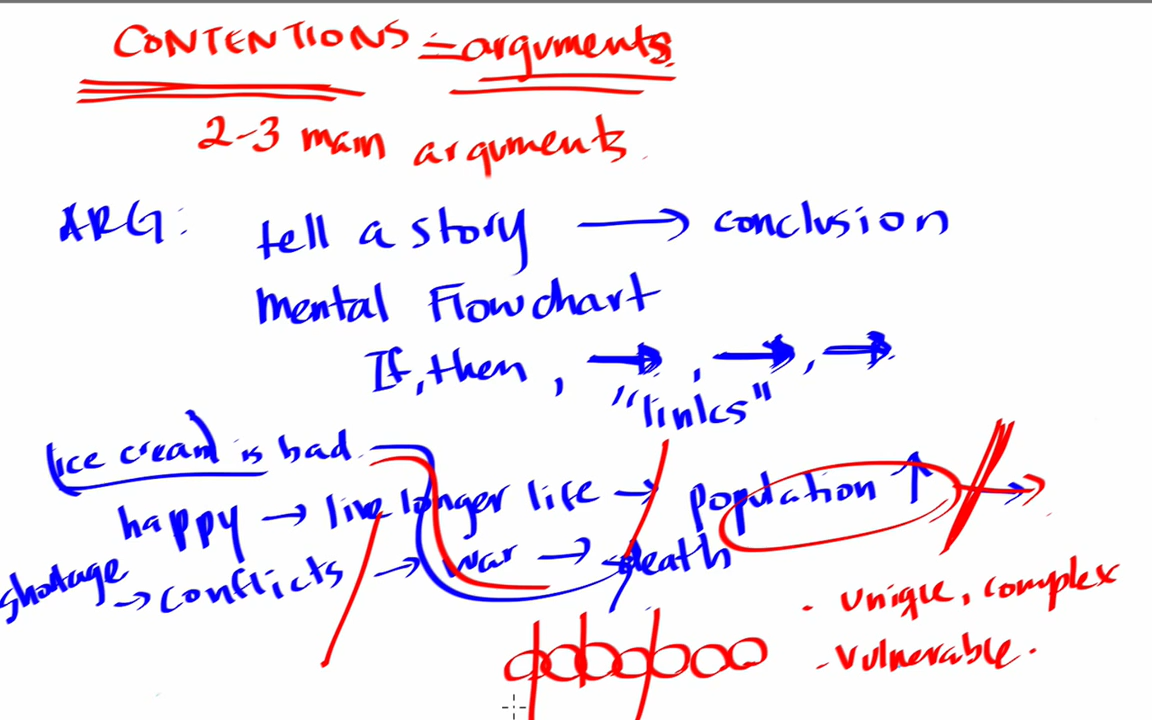 CONTENTIONS = arguments.
2-3 main arguments.
ARG: tell a story → conclusion
Mental Flowchart
If, then, →, →, →
"links"
ice cream is bad.
happy → live longer life → population ↑ →
shortage → conflicts → war → death
· unique, complex
- vulnerable.